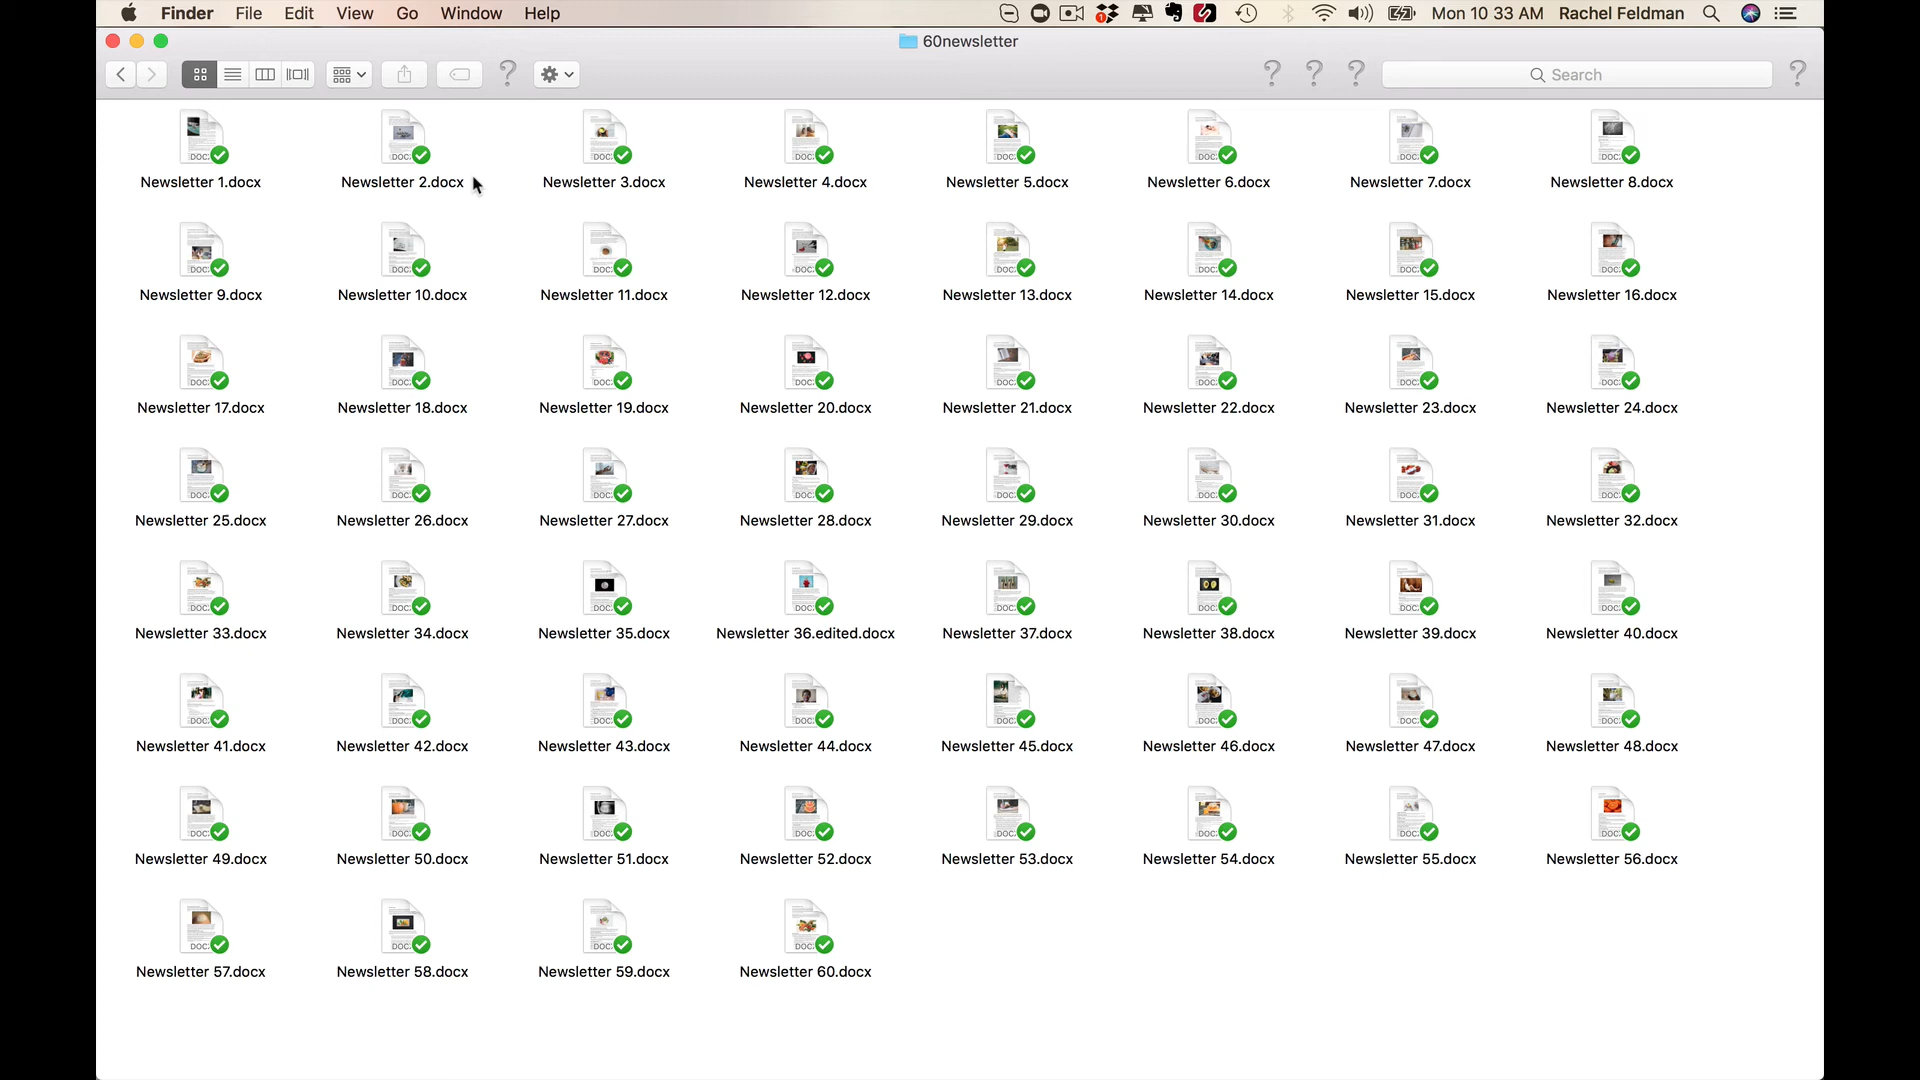 Finder File Edit View Go Window Help Mon 10 33 AM Rachel Feldman
60newsletter
Search
Newsletter 1.docx Newsletter 2.docx Newsletter 3.docx Newsletter 4.docx Newsletter 5.docx Newsletter 6.docx Newsletter 7.docx Newsletter 8.docx
Newsletter 9.docx Newsletter 10.docx Newsletter 11.docx Newsletter 12.docx Newsletter 13.docx Newsletter 14.docx Newsletter 15.docx Newsletter 16.docx
Newsletter 17.docx Newsletter 18.docx Newsletter 19.docx Newsletter 20.docx Newsletter 21.docx Newsletter 22.docx Newsletter 23.docx Newsletter 24.docx
Newsletter 25.docx Newsletter 26.docx Newsletter 27.docx Newsletter 28.docx Newsletter 29.docx Newsletter 30.docx Newsletter 31.docx Newsletter 32.docx
Newsletter 33.docx Newsletter 34.docx Newsletter 35.docx Newsletter 36.edited.docx Newsletter 37.docx Newsletter 38.docx Newsletter 39.docx Newsletter 40.docx
Newsletter 41.docx Newsletter 42.docx Newsletter 43.docx Newsletter 44.docx Newsletter 45.docx Newsletter 46.docx Newsletter 47.docx Newsletter 48.docx
Newsletter 49.docx Newsletter 50.docx Newsletter 51.docx Newsletter 52.docx Newsletter 53.docx Newsletter 54.docx Newsletter 55.docx Newsletter 56.docx
Newsletter 57.docx Newsletter 58.docx Newsletter 59.docx Newsletter 60.docx